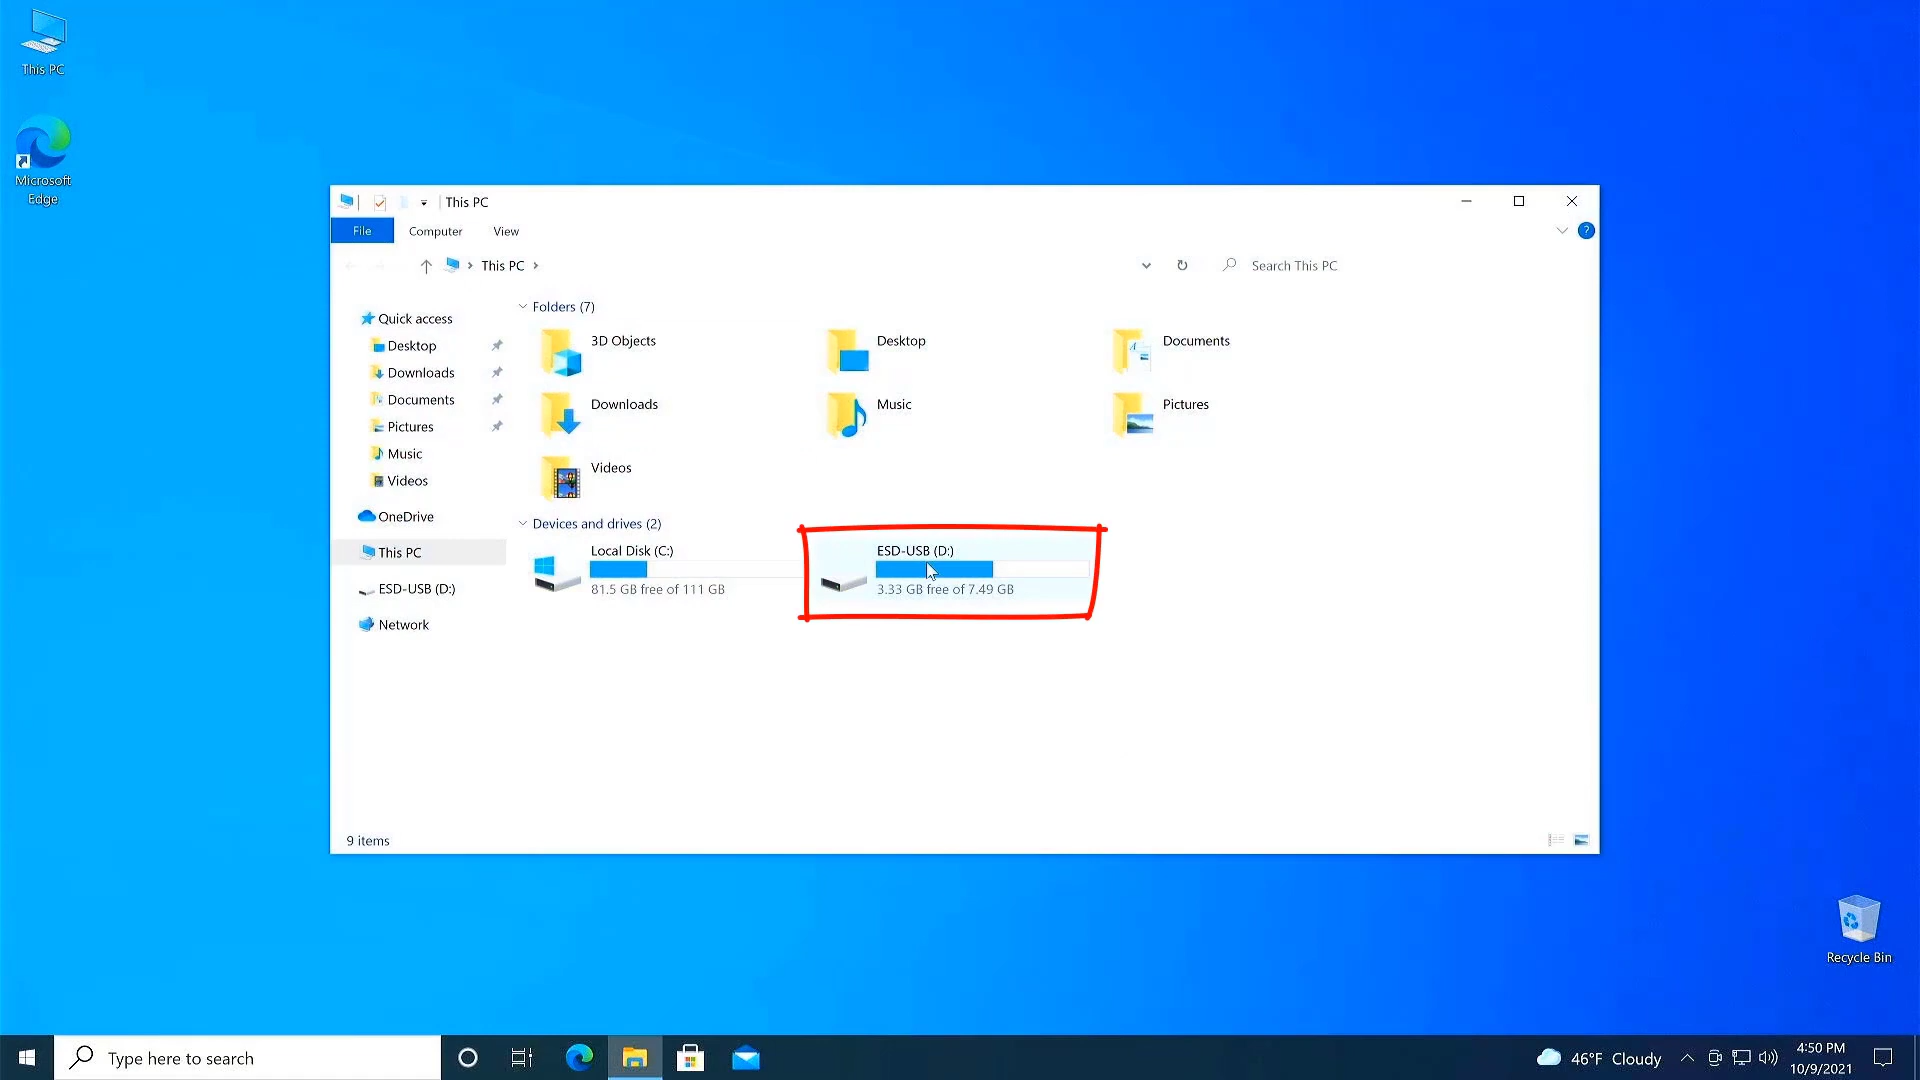 This PC
Microsoft
Edge
This PC
File
Computer
View
?
This PC
Search This PC
Quick access
Desktop
Downloads
Documents
Pictures
Music
Videos
OneDrive
This PC
ESD-USB (D:)
Network
Folders (7)
3D Objects
Desktop
Documents
Downloads
Music
Pictures
Videos
Devices and drives (2)
Local Disk (C:)
81.5 GB free of 111 GB
ESD-USB (D:)
3.33 GB free of 7.49 GB
9 items
Recycle Bin
Type here to search
46°F Cloudy
4:50 PM
10/9/2021